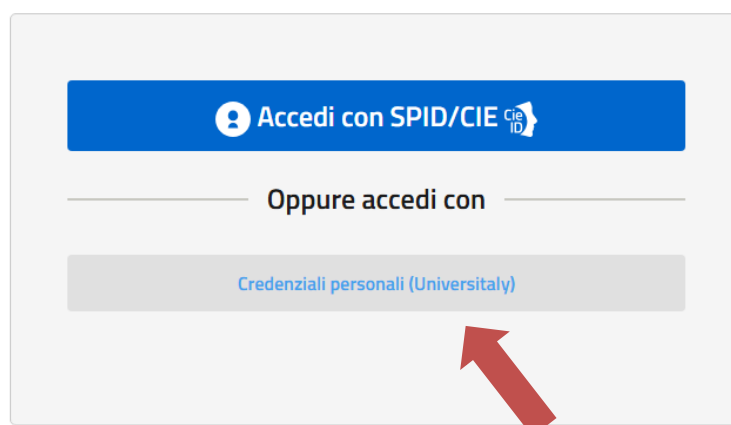 Accedi con SPID/CIE Cie ID
Oppure accedi con
Credenziali personali (Universitaly)